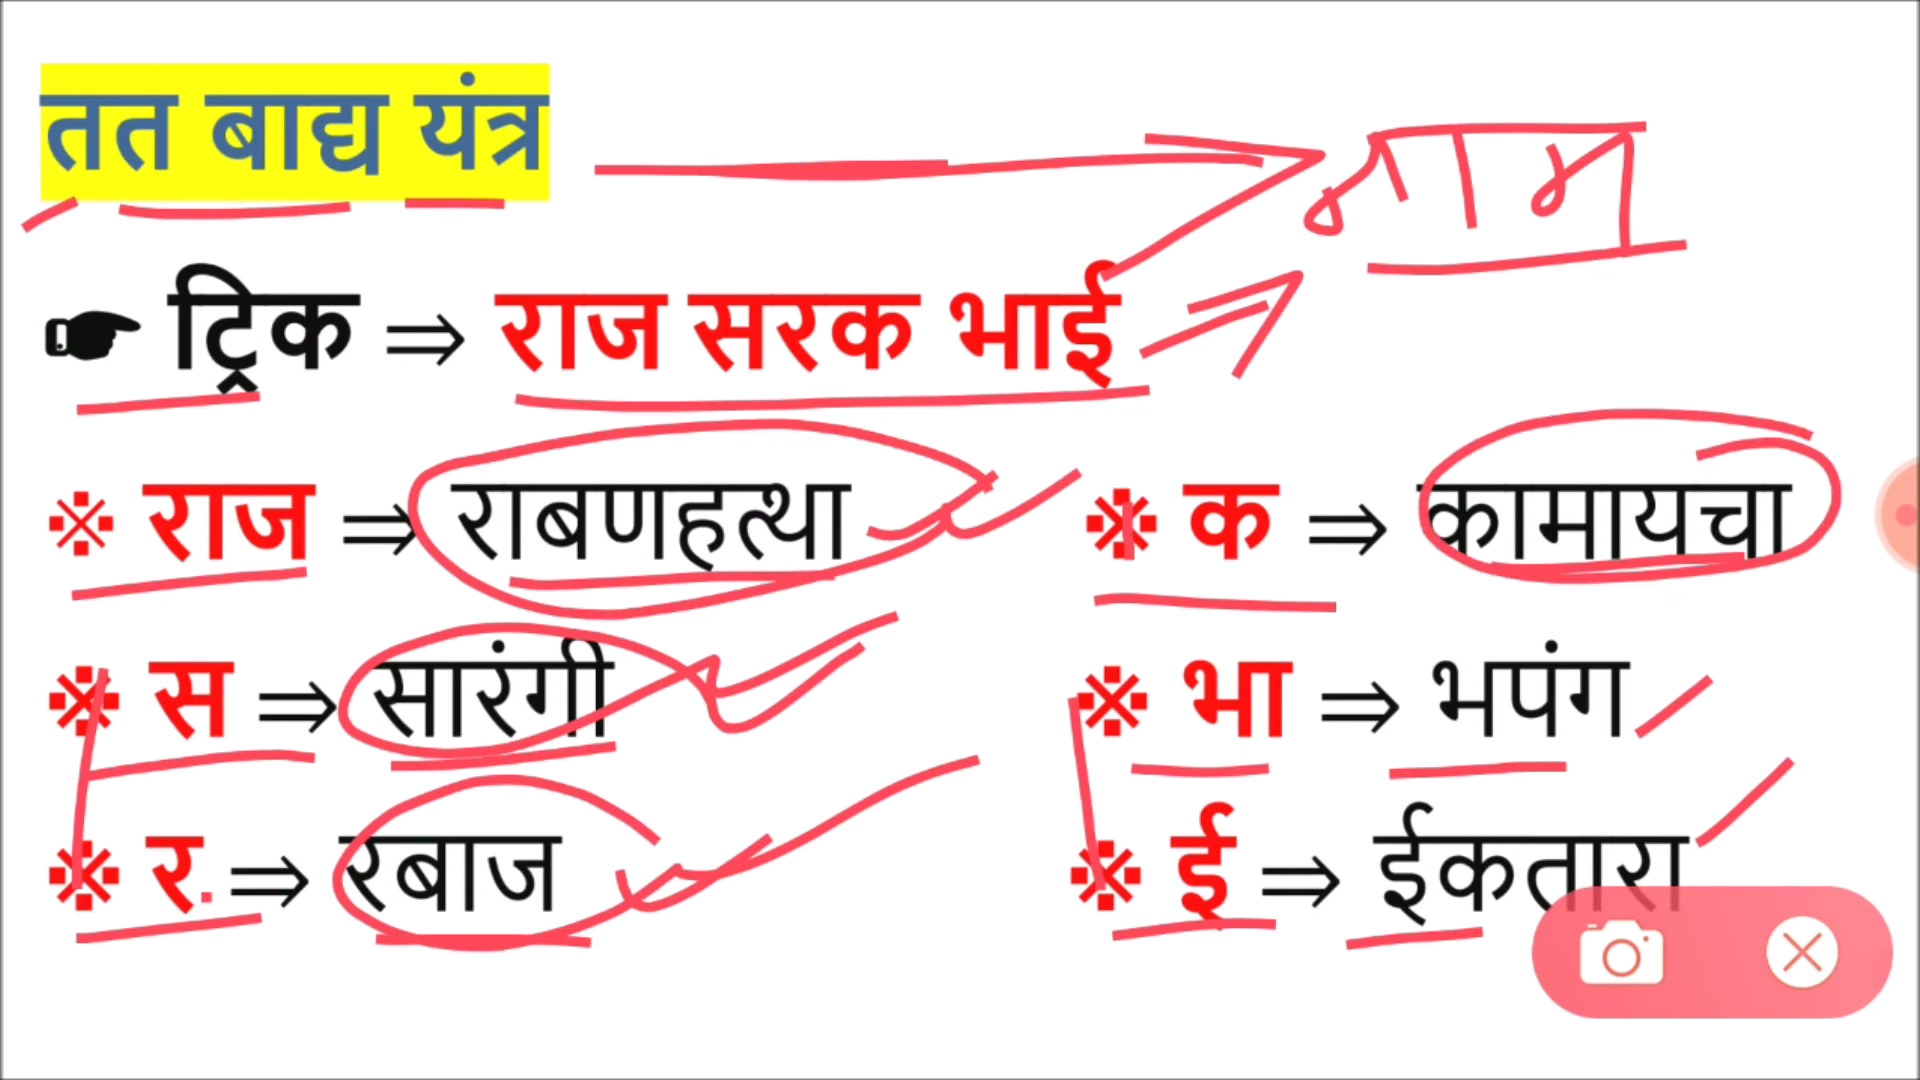 तत बाद्य यंत्र
☛ ट्रिक ⇒ राज सरक भाई
※ राज ⇒ राबणहत्था
※ स ⇒ सारंगी
※ र. ⇒ रबाज
※ क ⇒ कामायचा
※ भा ⇒ भपंग
※ ई ⇒ ईकतारा